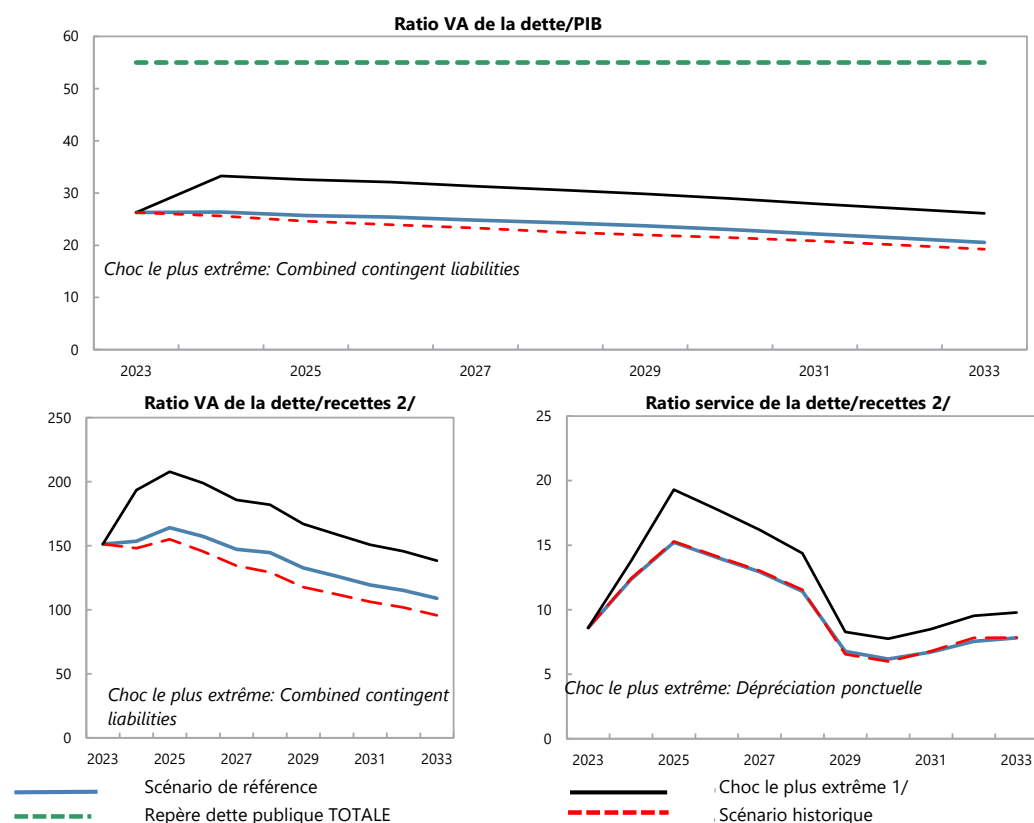 Ratio VA de la dette/PIB
60
50
40
30
20
10
0
Choc le plus extrême: Combined contingent liabilities
2023 2025 2027 2029 2031 2033
Ratio VA de la dette/recettes 2/
250
200
150
100
50
0
Choc le plus extrême: Combined contingent
liabilities
2023 2025 2027 2029 2031 2033
Ratio service de la dette/recettes 2/
25
20
15
10
5
0
Choc le plus extrême: Dépréciation ponctuelle
2023 2025 2027 2029 2031 2033
Scénario de référence
Choc le plus extrême 1/
Repère dette publique TOTALE
Scénario historique